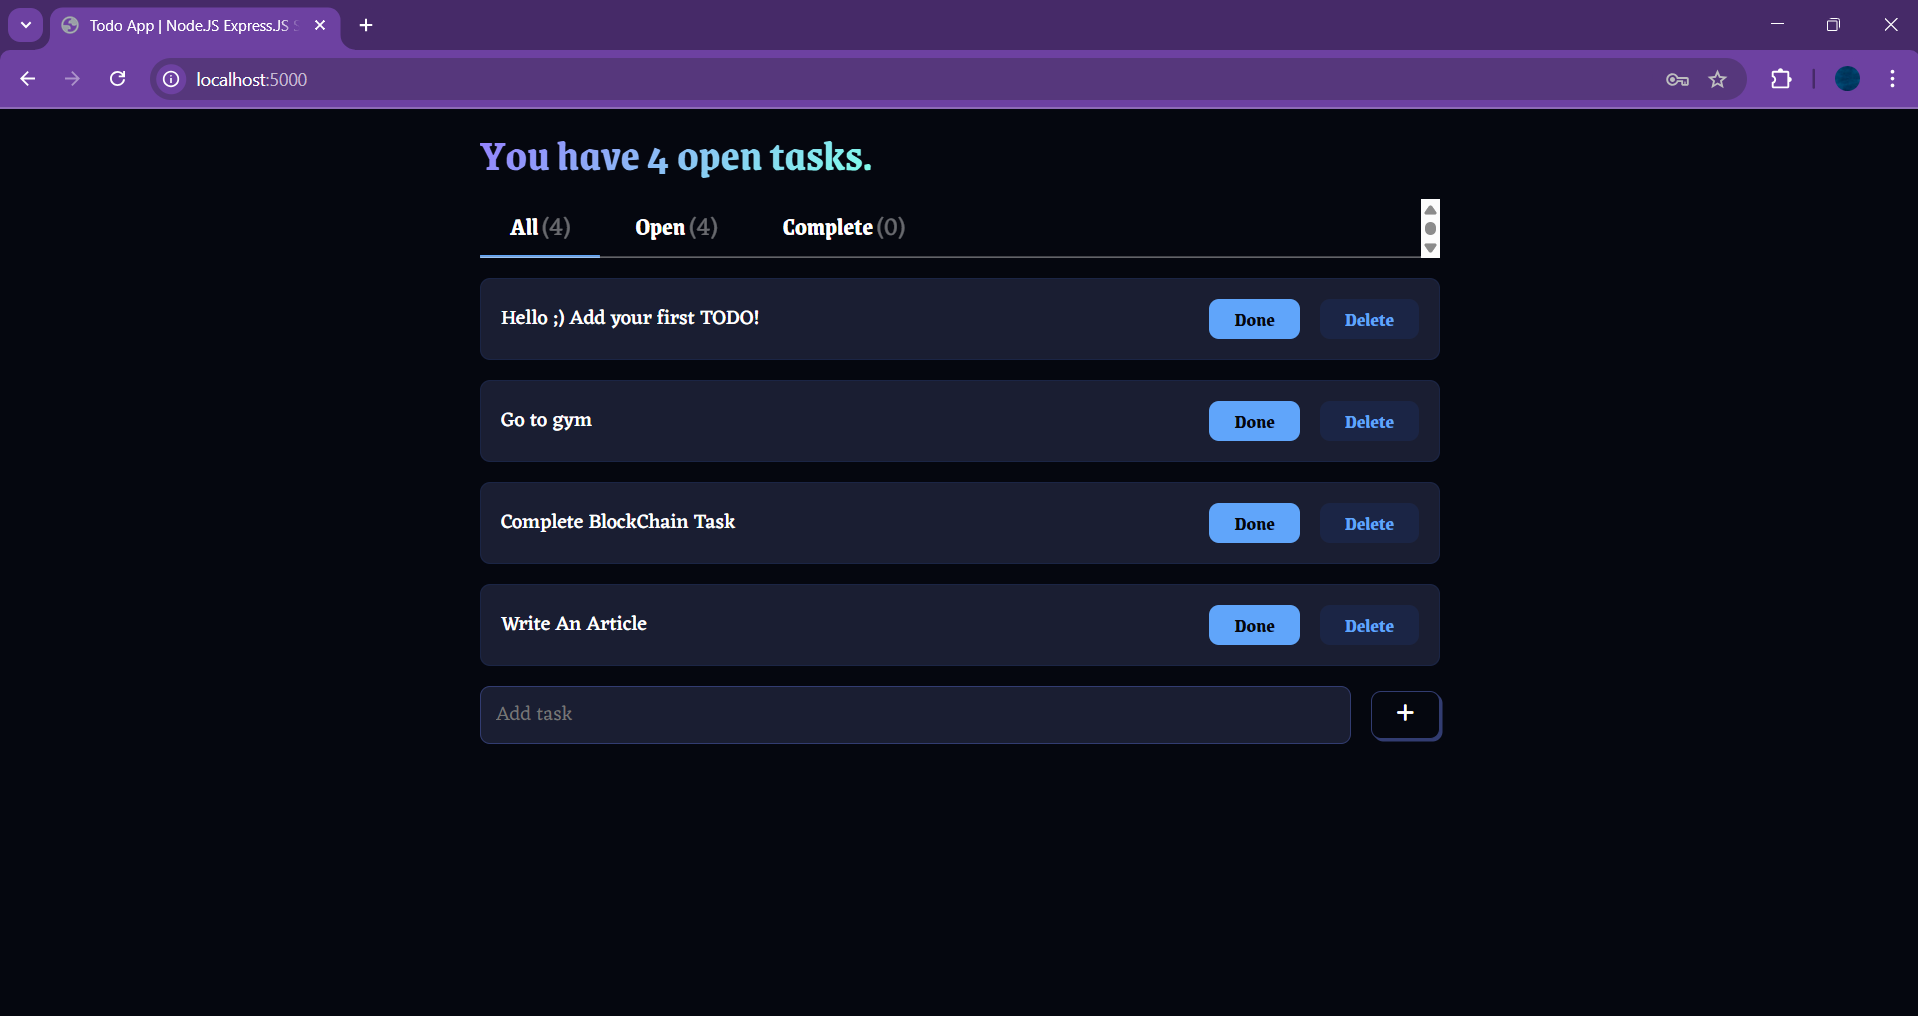 Todo App | Node.JS Express.JS
localhost:5000
You have 4 open tasks.
All (4) Open (4) Complete (0)
Hello ;) Add your first TODO! Done Delete
Go to gym Done Delete
Complete BlockChain Task Done Delete
Write An Article Done Delete
Add task +